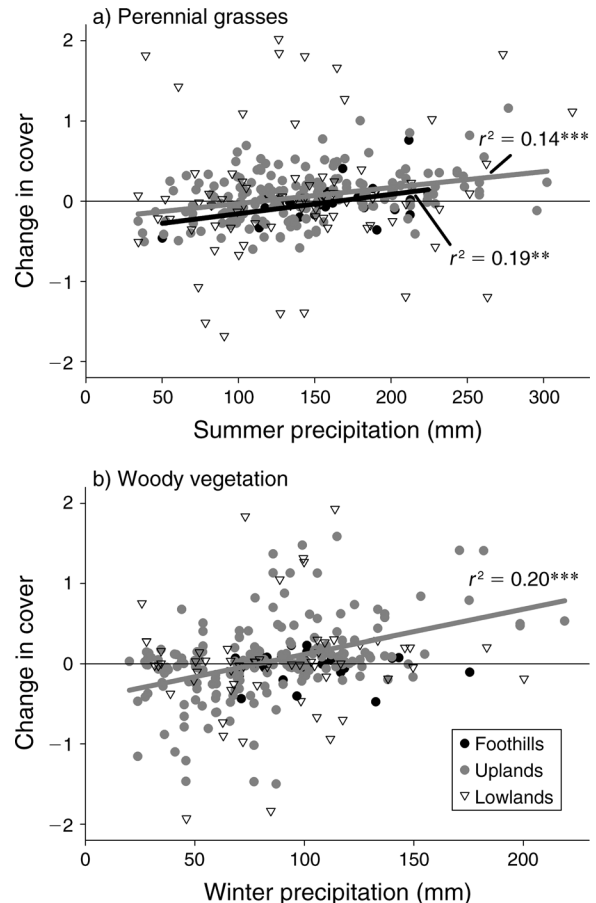 a) Perennial grasses
2
1
0
−1
−2
Change in cover
r² = 0.14***
r² = 0.19**
0 50 100 150 200 250 300
Summer precipitation (mm)
b) Woody vegetation
2
1
0
−1
−2
Change in cover
r² = 0.20***
Foothills
Uplands
Lowlands
0 50 100 150 200
Winter precipitation (mm)